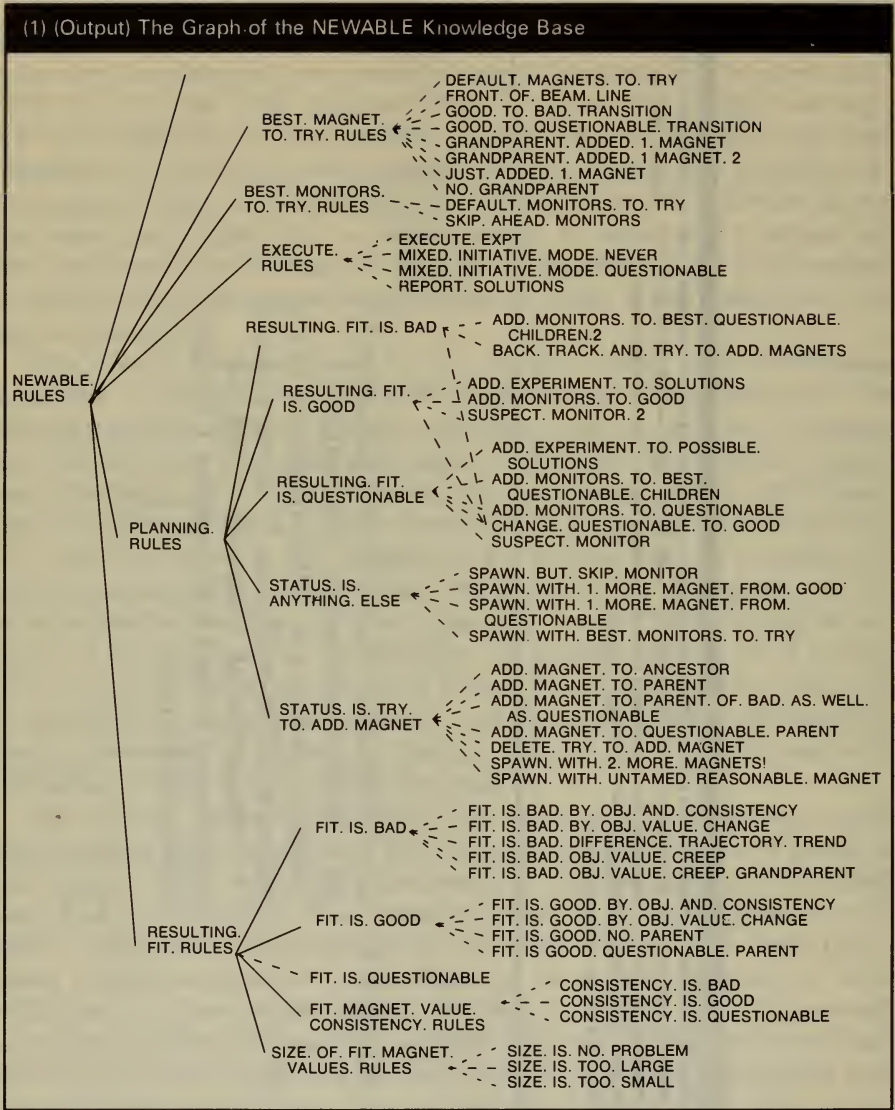 (1) (Output) The Graph of the NEWABLE Knowledge Base
BEST. MAGNET.
TO. TRY. RULES
DEFAULT. MAGNETS. TO. TRY
FRONT. OF. BEAM. LINE
GOOD. TO. BAD. TRANSITION
GOOD. TO. QUSETIONABLE. TRANSITION
GRANDPARENT. ADDED. 1. MAGNET
GRANDPARENT. ADDED. 1 MAGNET. 2
JUST. ADDED. 1. MAGNET
NO. GRANDPARENT
BEST. MONITORS.
TO. TRY. RULES
DEFAULT. MONITORS. TO. TRY
SKIP. AHEAD. MONITORS
EXECUTE.
RULES
EXECUTE. EXPT
MIXED. INITIATIVE. MODE. NEVER
MIXED. INITIATIVE. MODE. QUESTIONABLE
REPORT. SOLUTIONS
NEWABLE.
RULES
PLANNING.
RULES
RESULTING. FIT. IS. BAD
ADD. MONITORS. TO. BEST. QUESTIONABLE.
CHILDREN.2
BACK. TRACK. AND. TRY. TO. ADD. MAGNETS
RESULTING. FIT.
IS. GOOD
ADD. EXPERIMENT. TO. SOLUTIONS
ADD. MONITORS. TO. GOOD
SUSPECT. MONITOR. 2
RESULTING. FIT.
IS. QUESTIONABLE
ADD. EXPERIMENT. TO. POSSIBLE.
SOLUTIONS
ADD. MONITORS. TO. BEST.
QUESTIONABLE. CHILDREN
ADD. MONITORS. TO. QUESTIONABLE
CHANGE. QUESTIONABLE. TO. GOOD
SUSPECT. MONITOR
STATUS. IS.
ANYTHING. ELSE
SPAWN. BUT. SKIP. MONITOR
SPAWN. WITH. 1. MORE. MAGNET. FROM. GOOD
SPAWN. WITH. 1. MORE. MAGNET. FROM.
QUESTIONABLE
SPAWN. WITH. BEST. MONITORS. TO. TRY
STATUS. IS. TRY.
TO. ADD. MAGNET
ADD. MAGNET. TO. ANCESTOR
ADD. MAGNET. TO. PARENT
ADD. MAGNET. TO. PARENT. OF. BAD. AS. WELL.
AS. QUESTIONABLE
ADD. MAGNET. TO. QUESTIONABLE. PARENT
DELETE. TRY. TO. ADD. MAGNET
SPAWN. WITH. 2. MORE. MAGNETS!
SPAWN. WITH. UNTAMED. REASONABLE. MAGNET
RESULTING.
FIT. RULES
FIT. IS. BAD
FIT. IS. BAD. BY. OBJ. AND. CONSISTENCY
FIT. IS. BAD. BY. OBJ. VALUE. CHANGE
FIT. IS. BAD. DIFFERENCE. TRAJECTORY. TREND
FIT. IS. BAD. OBJ. VALUE. CREEP
FIT. IS. BAD. OBJ. VALUE. CREEP. GRANDPARENT
FIT. IS. GOOD
FIT. IS. GOOD. BY. OBJ. AND. CONSISTENCY
FIT. IS. GOOD. BY. OBJ. VALUE. CHANGE
FIT. IS. GOOD. NO. PARENT
FIT. IS GOOD. QUESTIONABLE. PARENT
FIT. IS. QUESTIONABLE
FIT. MAGNET. VALUE.
CONSISTENCY. RULES
CONSISTENCY. IS. BAD
CONSISTENCY. IS. GOOD
CONSISTENCY. IS. QUESTIONABLE
SIZE. OF. FIT. MAGNET.
VALUES. RULES
SIZE. IS. NO. PROBLEM
SIZE. IS. TOO. LARGE
SIZE. IS. TOO. SMALL